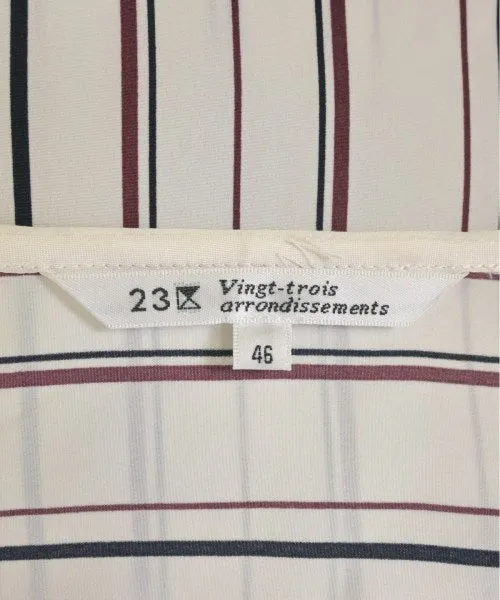 23区 Vingt-trois
arrondissements
46